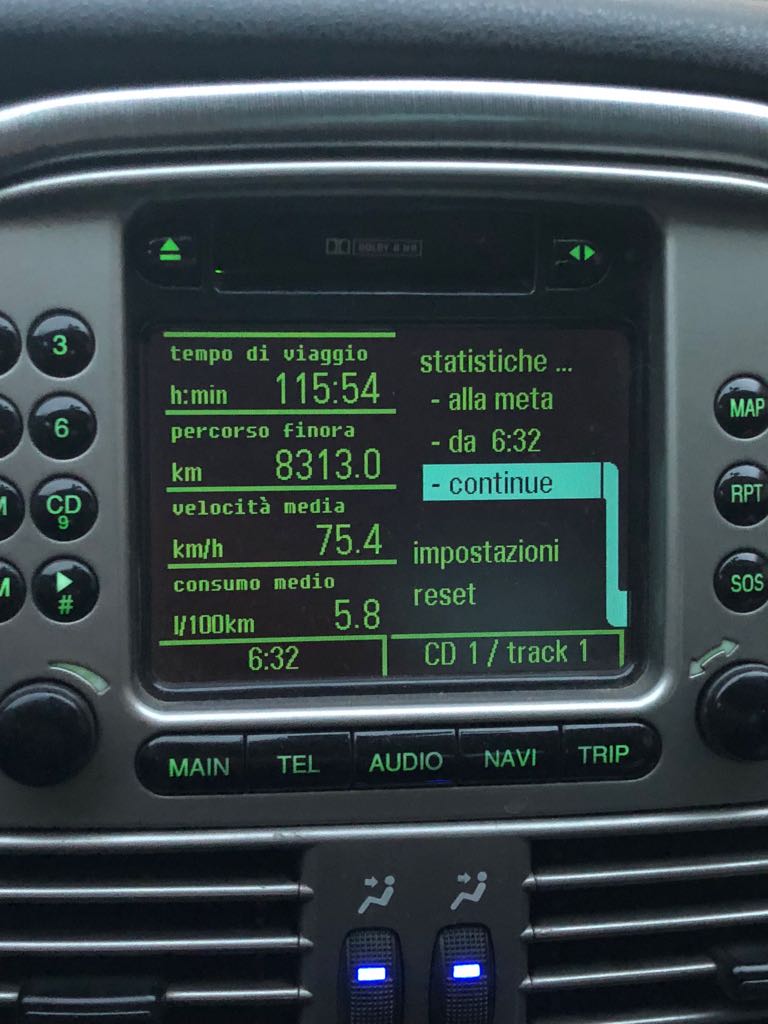 DOLBY B NR
tempo di viaggio
h:min 115:54
percorso finora
km 8313.0
velocità media
km/h 75.4
consumo medio
l/100km 5.8
6:32
statistiche ...
- alla meta
- da 6:32
- continue
impostazioni
reset
CD 1 / track 1
3
6
CD
9
#
M
M
MAP
RPT
SOS
MAIN TEL AUDIO NAVI TRIP